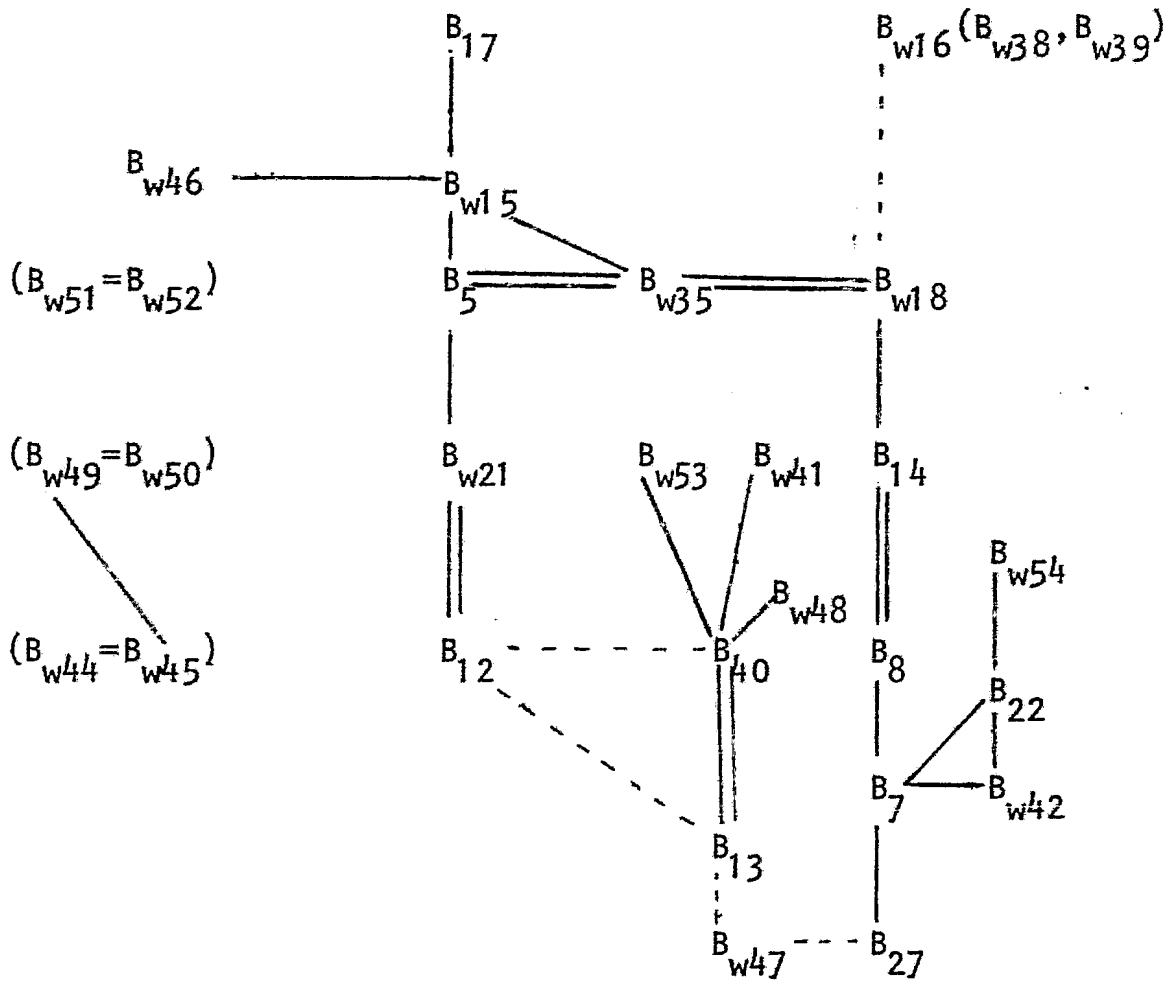 B17 Bw16(Bw38, Bw39)
Bw46 Bw15
(Bw51=Bw52) B5 Bw35 Bw18
(Bw49=Bw50) Bw21 Bw53 Bw41 B14
Bw54
Bw48
(Bw44=Bw45) B12 B40 B8
B22
B7 Bw42
B13
Bw47 B27